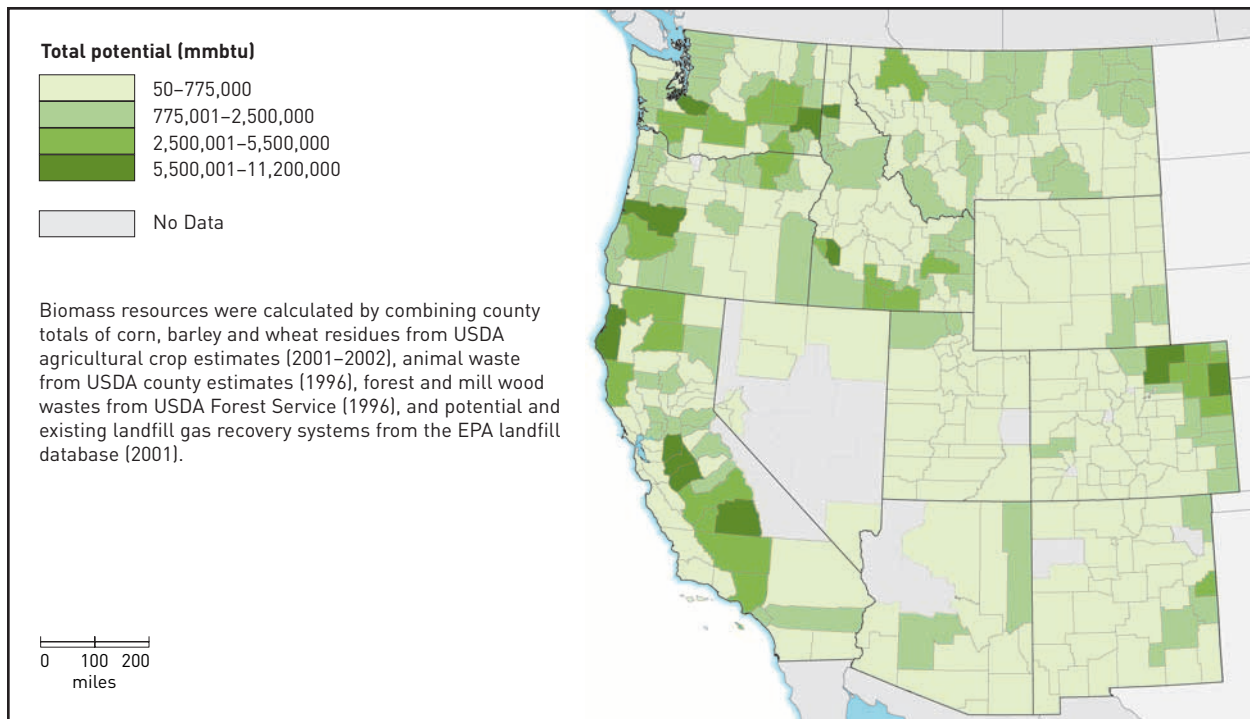 Total potential (mmbtu)
50–775,000
775,001–2,500,000
2,500,001–5,500,000
5,500,001–11,200,000
No Data
Biomass resources were calculated by combining county
totals of corn, barley and wheat residues from USDA
agricultural crop estimates (2001–2002), animal waste
from USDA county estimates (1996), forest and mill wood
wastes from USDA Forest Service (1996), and potential and
existing landfill gas recovery systems from the EPA landfill
database (2001).
0 100 200
miles